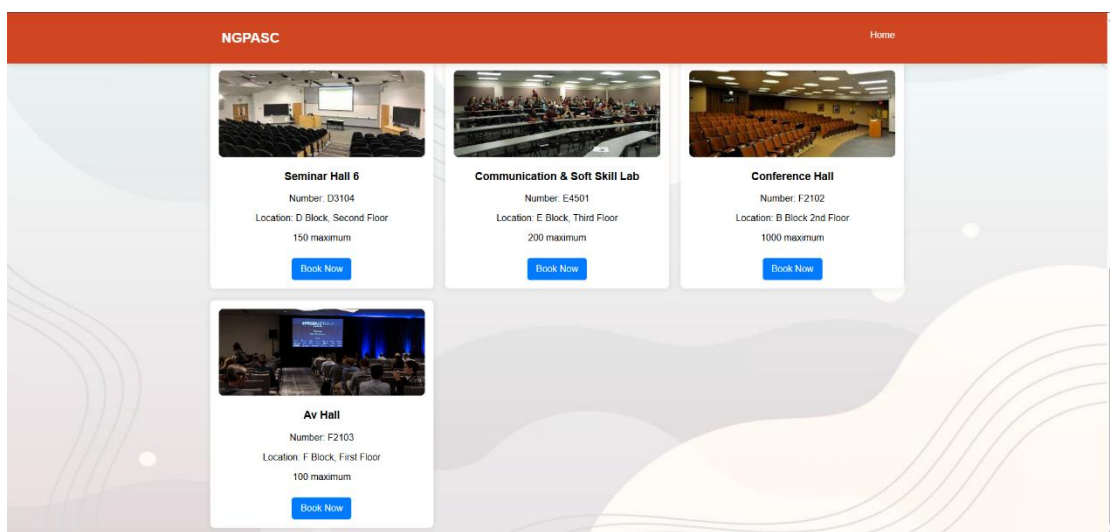 NGPASC
Home
Seminar Hall 6
Number: D3104
Location: D Block, Second Floor
150 maximum
Book Now
Communication & Soft Skill Lab
Number: E4501
Location: E Block, Third Floor
200 maximum
Book Now
Conference Hall
Number: F2102
Location: B Block 2nd Floor
1000 maximum
Book Now
Av Hall
Number: F2103
Location: F Block, First Floor
100 maximum
Book Now